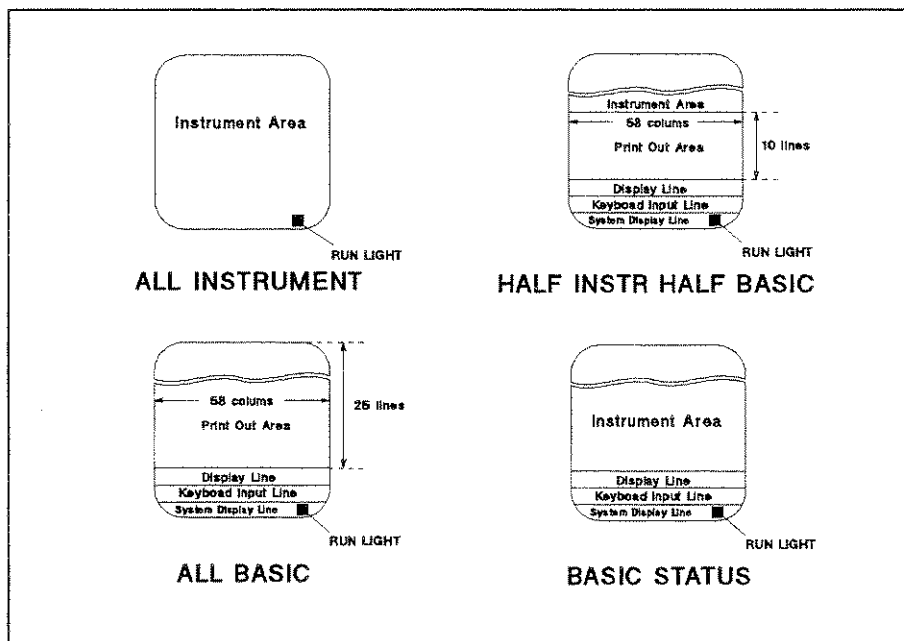 Instrument Area
RUN LIGHT
ALL INSTRUMENT
Instrument Area
58 colums
10 lines
Print Out Area
Display Line
Keyboad Input Line
System Display Line
RUN LIGHT
HALF INSTR HALF BASIC
58 colums
25 lines
Print Out Area
Display Line
Keyboad Input Line
System Display Line
RUN LIGHT
ALL BASIC
Instrument Area
Display Line
Keyboad Input Line
System Display Line
RUN LIGHT
BASIC STATUS